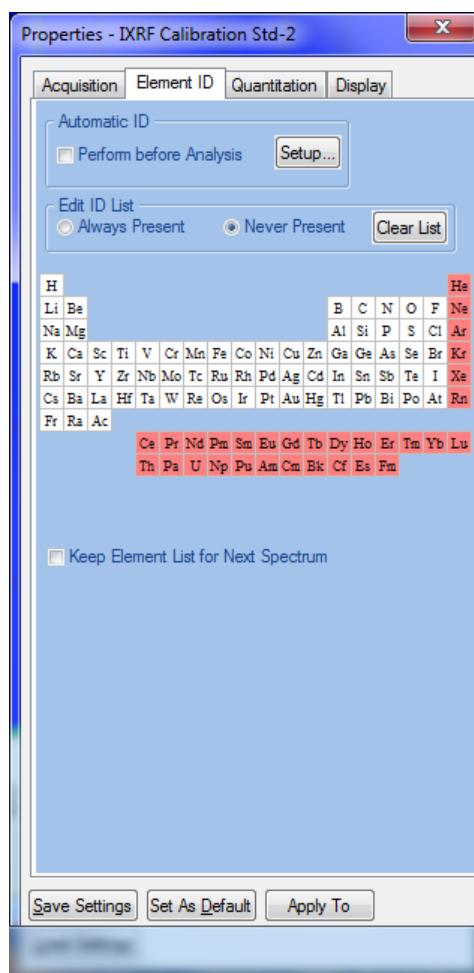 Properties - IXRF Calibration Std-2
Acquisition Element ID Quantitation Display
Automatic ID
Perform before Analysis Setup...
Edit ID List
Always Present Never Present Clear List
H He
Li Be B C N O F Ne
Na Mg Al Si P S Cl Ar
K Ca Sc Ti V Cr Mn Fe Co Ni Cu Zn Ga Ge As Se Br Kr
Rb Sr Y Zr Nb Mo Tc Ru Rh Pd Ag Cd In Sn Sb Te I Xe
Cs Ba La Hf Ta W Re Os Ir Pt Au Hg Tl Pb Bi Po At Rn
Fr Ra Ac
Ce Pr Nd Pm Sm Eu Gd Tb Dy Ho Er Tm Yb Lu
Th Pa U Np Pu Am Cm Bk Cf Es Fm
Keep Element List for Next Spectrum
Save Settings Set As Default Apply To